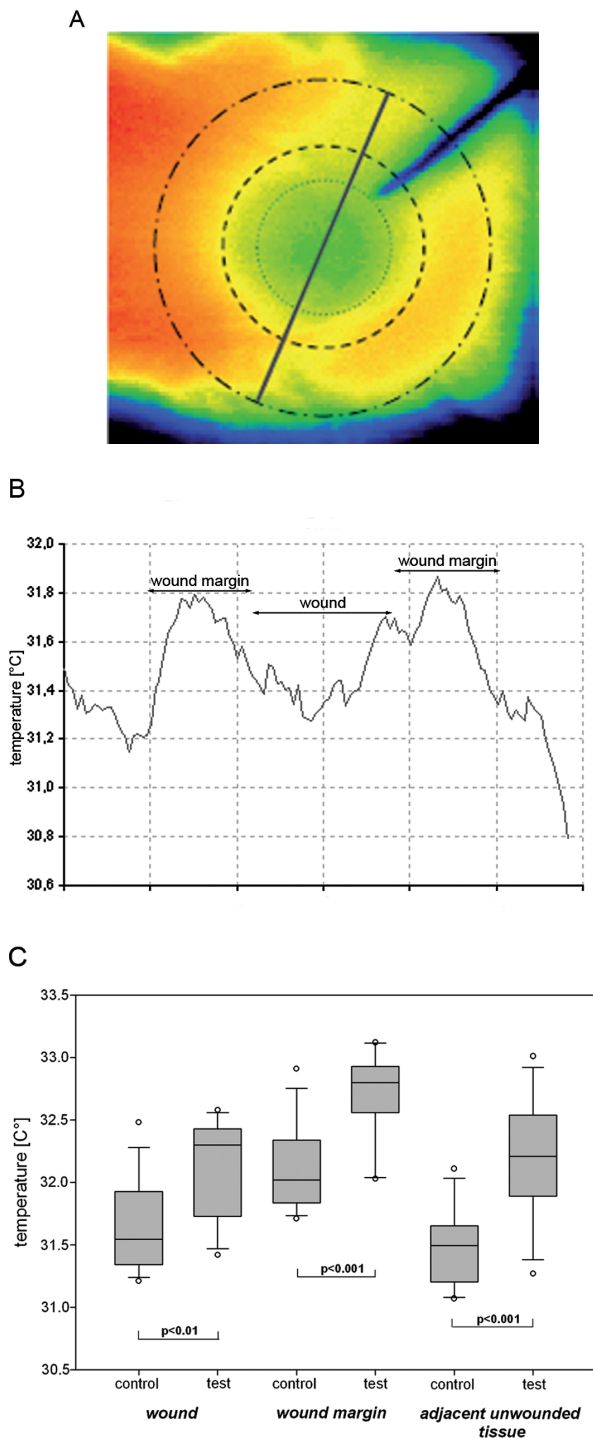 A
B
32,0
31,8
31,6
31,4
31,2
31,0
30,8
30,6
temperature [°C]
wound margin
wound
wound margin
C
33.5
33.0
32.5
32.0
31.5
31.0
30.5
temperature [C°]
p<0.01
p<0.001
p<0.001
control test control test control test
wound wound margin adjacent unwounded
tissue